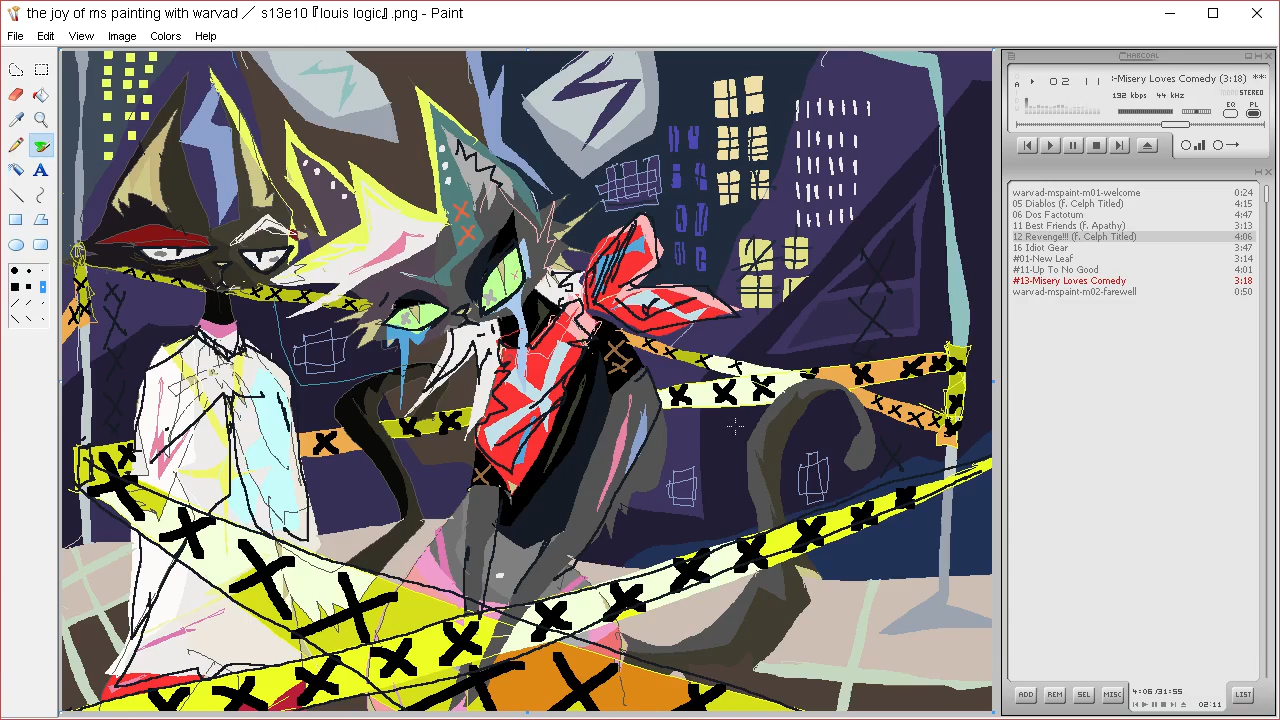 the joy of ms painting with warvad ／ s13e10『louis logic』.png - Paint
File Edit View Image Colors Help
CHARCOAL
:-Misery Loves Comedy (3:18) **
192 kbps 44 kHz STEREO
EQ PL
warvad-mspaint-m01-welcome 0:24
05 Diablos (f. Celph Titled) 4:15
06 Dos Factotum 4:47
11 Best Friends (f. Apathy) 3:13
12 Revenge!!! (f. Celph Titled) 4:06
16 Idiot Gear 3:47
#01-New Leaf 3:14
#11-Up To No Good 4:01
#13-Misery Loves Comedy 3:18
warvad-mspaint-m02-farewell 0:50
ADD REM SEL MISC 4:06/31:55 LIST
02:11